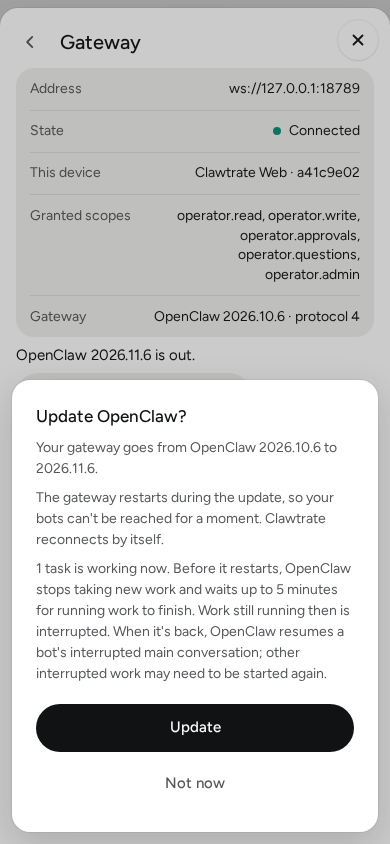 Gateway
Address ws://127.0.0.1:18789
State Connected
This device Clawtrate Web · a41c9e02
Granted scopes operator.read, operator.write,
operator.approvals,
operator.questions,
operator.admin
Gateway OpenClaw 2026.10.6 · protocol 4
OpenClaw 2026.11.6 is out.
Update OpenClaw?
Your gateway goes from OpenClaw 2026.10.6 to
2026.11.6.
The gateway restarts during the update, so your
bots can't be reached for a moment. Clawtrate
reconnects by itself.
1 task is working now. Before it restarts, OpenClaw
stops taking new work and waits up to 5 minutes
for running work to finish. Work still running then is
interrupted. When it's back, OpenClaw resumes a
bot's interrupted main conversation; other
interrupted work may need to be started again.
Update
Not now